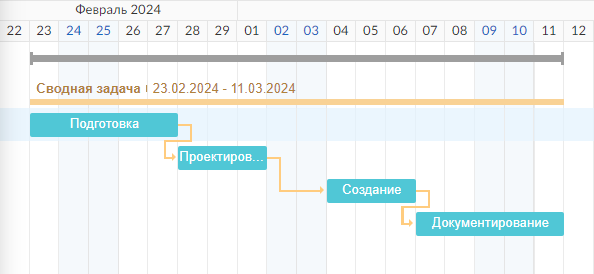 Февраль 2024
22 23 24 25 26 27 28 29 01 02 03 04 05 06 07 08 09 10 11 12
Сводная задача 23.02.2024 - 11.03.2024
Подготовка
Проектиров...
Создание
Документирование